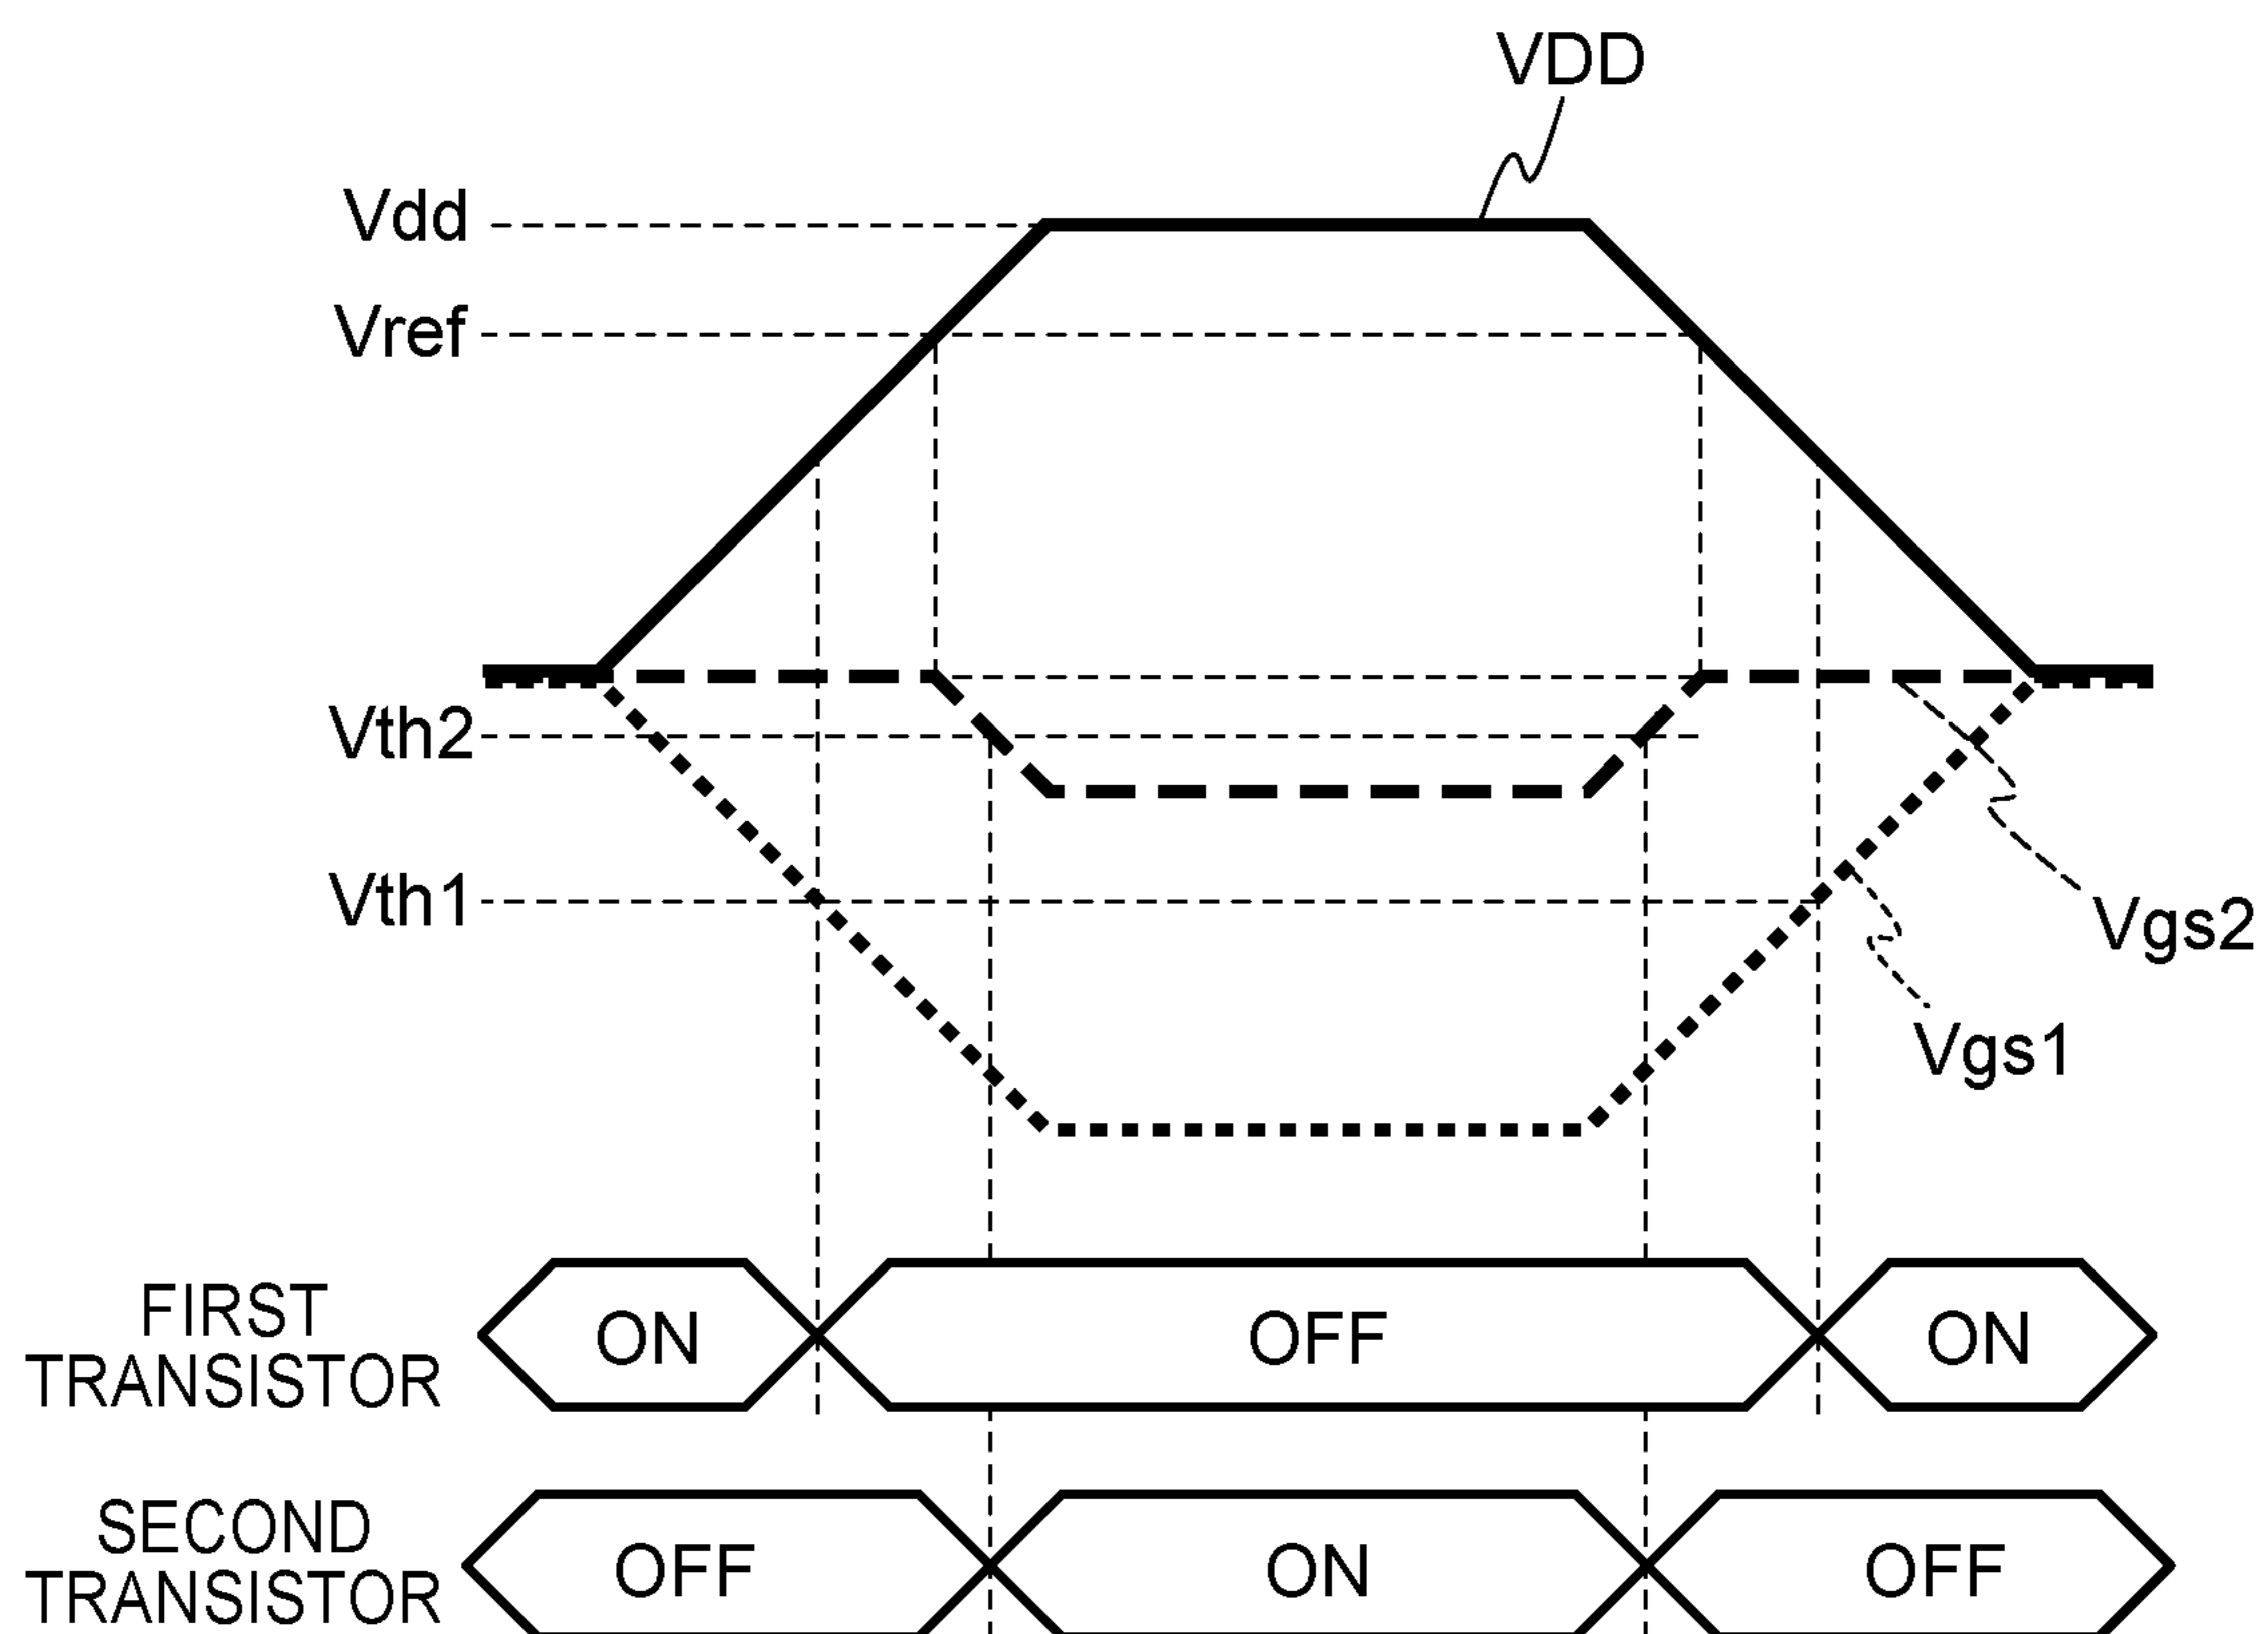 VDD
Vdd
Vref
Vth2
Vth1
Vgs2
Vgs1
FIRST
TRANSISTOR
ON
OFF
ON
SECOND
TRANSISTOR
OFF
ON
OFF